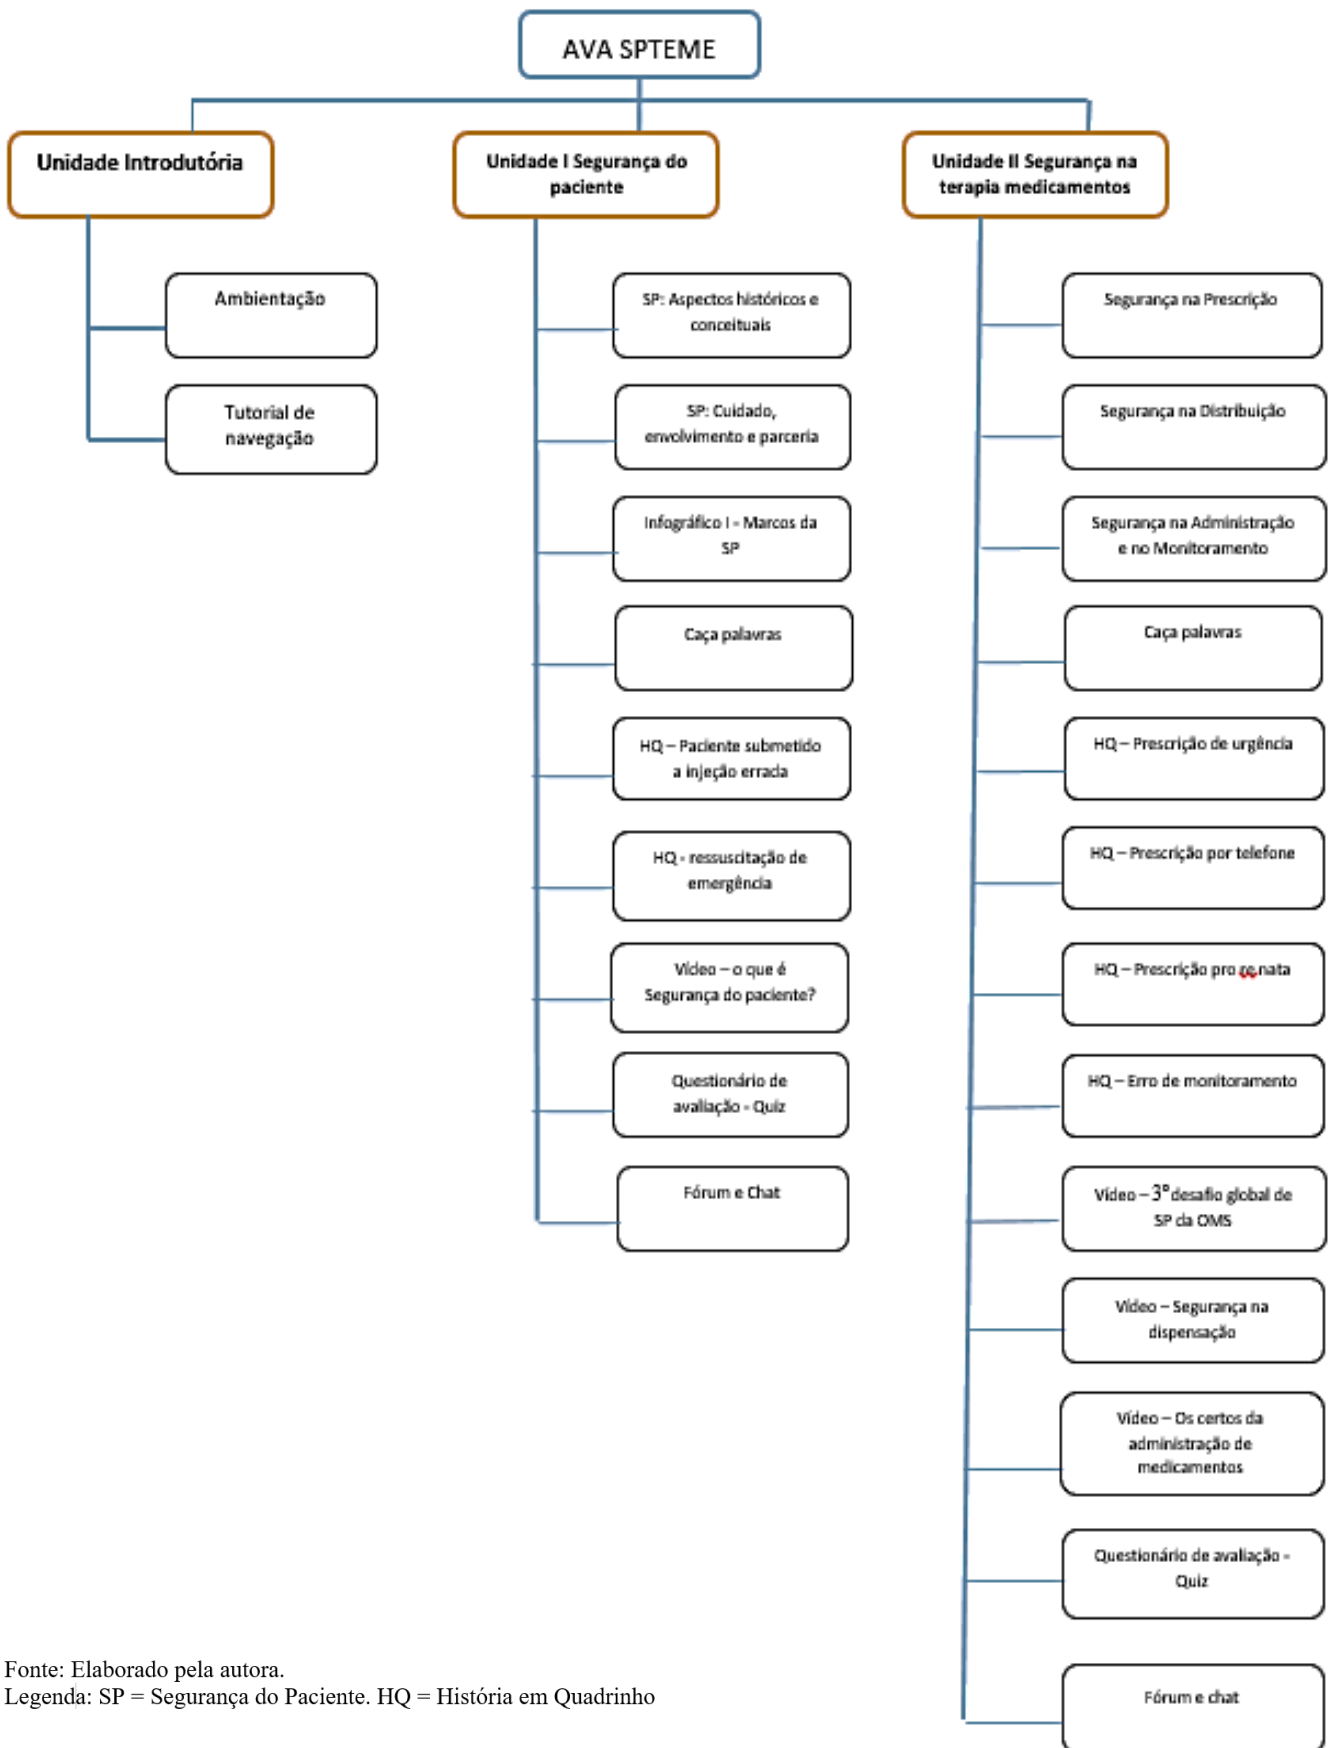 AVA SPTEME
Unidade Introdutória
Ambientação
Tutorial de
navegação
Unidade I Segurança do
paciente
SP: Aspectos históricos e
conceituais
SP: Cuidado,
envolvimento e parceria
Infográfico I - Marcos da
SP
Caça palavras
HQ – Paciente submetido
a injeção errada
HQ - ressuscitação de
emergência
Vídeo – o que é
Segurança do paciente?
Questionário de
avaliação - Quiz
Fórum e Chat
Unidade II Segurança na
terapia medicamentos
Segurança na Prescrição
Segurança na Distribuição
Segurança na Administração
e no Monitoramento
Caça palavras
HQ – Prescrição de urgência
HQ – Prescrição por telefone
HQ – Prescrição pro re nata
HQ – Erro de monitoramento
Vídeo – 3º desafio global de
SP da OMS
Vídeo – Segurança na
dispensação
Vídeo – Os certos da
administração de
medicamentos
Questionário de avaliação -
Quiz
Fórum e chat
Fonte: Elaborado pela autora.
Legenda: SP = Segurança do Paciente. HQ = História em Quadrinho